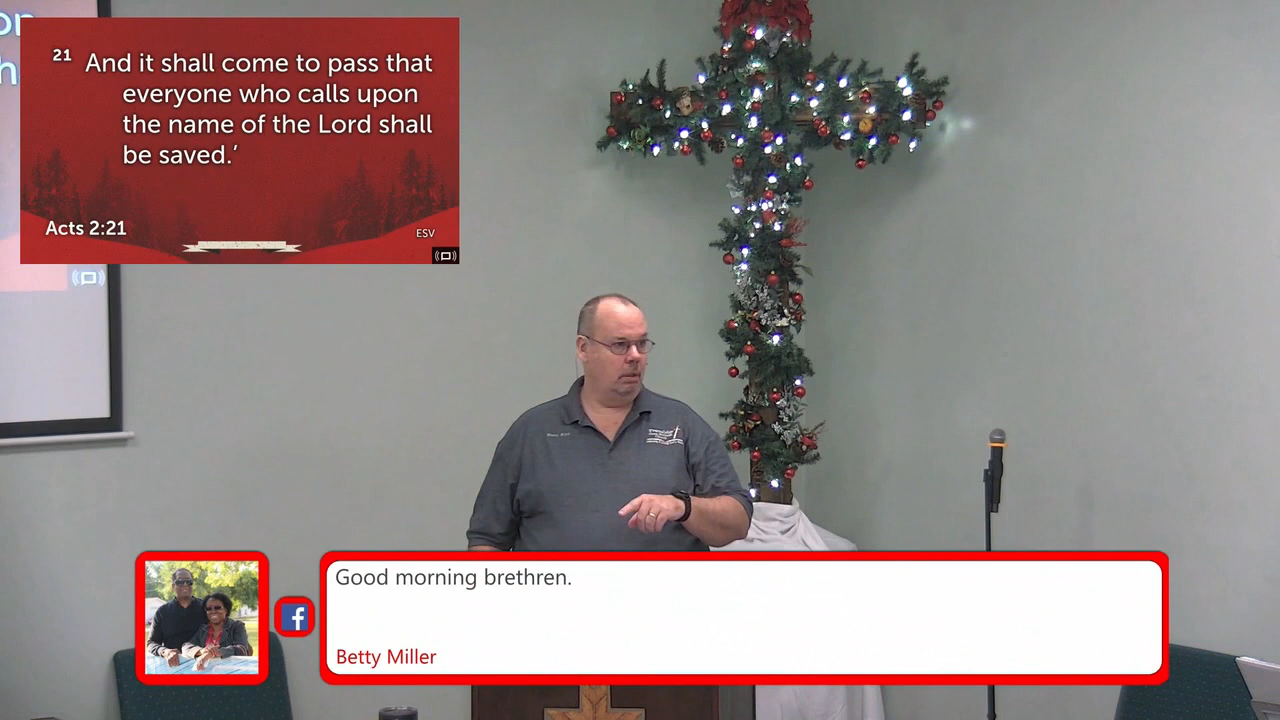 on
h
21 And it shall come to pass that
everyone who calls upon
the name of the Lord shall
be saved.’
Acts 2:21
ESV
Good morning brethren.
Betty Miller